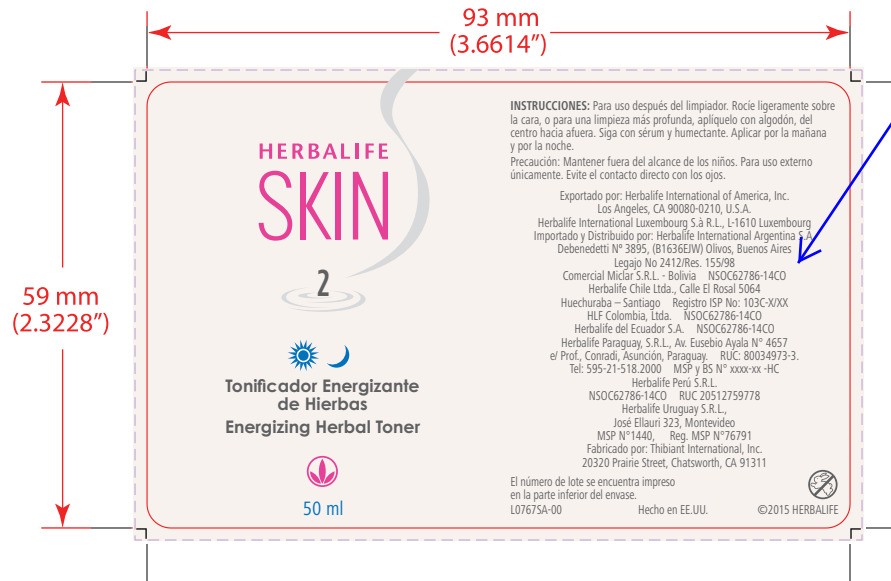 93 mm
(3.6614")
59 mm
(2.3228")
HERBALIFE
SKIN
2
Tonificador Energizante
de Hierbas
Energizing Herbal Toner
50 ml
INSTRUCCIONES: Para uso después del limpiador. Rocíe ligeramente sobre
la cara, o para una limpieza más profunda, aplíquelo con algodón, del
centro hacia afuera. Siga con sérum y humectante. Aplicar por la mañana
y por la noche.
Precaución: Mantener fuera del alcance de los niños. Para uso externo
únicamente. Evite el contacto directo con los ojos.
Exportado por: Herbalife International of America, Inc.
Los Angeles, CA 90080-0210, U.S.A.
Herbalife International Luxembourg S.à R.L., L-1610 Luxembourg
Importado y Distribuido por: Herbalife International Argentina S.A.
Debenedetti Nº 3895, (B1636EJW) Olivos, Buenos Aires
Legajo No 2412/Res. 155/98
Comercial Miclar S.R.L. - Bolivia NSOC62786-14CO
Herbalife Chile Ltda., Calle El Rosal 5064
Huechuraba – Santiago Registro ISP No: 103C-X/XX
HLF Colombia, Ltda. NSOC62786-14CO
Herbalife del Ecuador S.A. NSOC62786-14CO
Herbalife Paraguay, S.R.L., Av. Eusebio Ayala N° 4657
e/ Prof., Conradi, Asunción, Paraguay. RUC: 80034973-3.
Tel: 595-21-518.2000 MSP y BS N° xxxx-xx -HC
Herbalife Perú S.R.L.
NSOC62786-14CO RUC 20512759778
Herbalife Uruguay S.R.L.,
José Ellauri 323, Montevideo
MSP N°1440, Reg. MSP N°76791
Fabricado por: Thibiant International, Inc.
20320 Prairie Street, Chatsworth, CA 91311
El número de lote se encuentra impreso
en la parte inferior del envase.
L0767SA-00 Hecho en EE.UU. ©2015 HERBALIFE